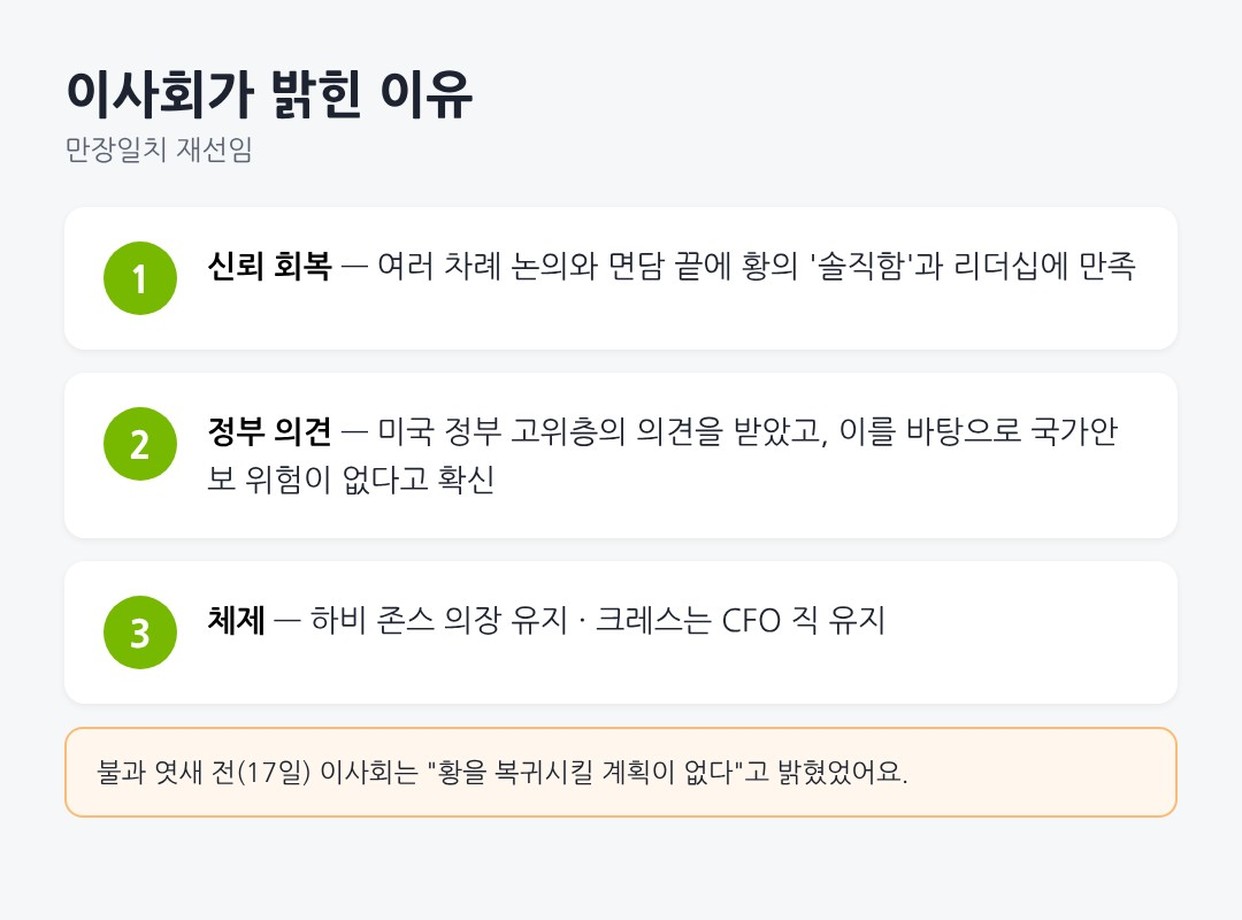 이사회가 밝힌 이유
만장일치 재선임
1
신뢰 회복 — 여러 차례 논의와 면담 끝에 황의 '솔직함'과 리더십에 만족
2
정부 의견 — 미국 정부 고위층의 의견을 받았고, 이를 바탕으로 국가안
보 위험이 없다고 확신
3
체제 — 하비 존스 의장 유지 · 크레스는 CFO 직 유지
불과 엿새 전(17일) 이사회는 "황을 복귀시킬 계획이 없다"고 밝혔었어요.